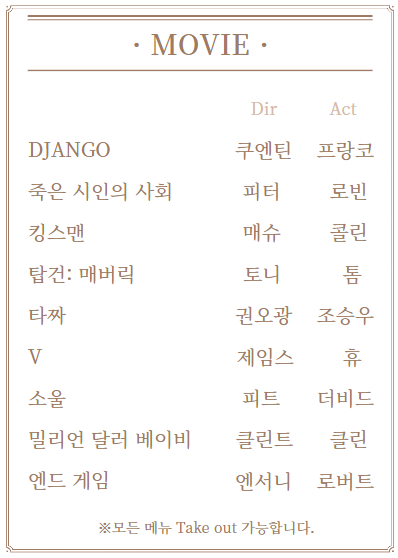 · MOVIE ·
Dir Act
DJANGO 쿠엔틴 프랑코
죽은 시인의 사회 피터 로빈
킹스맨 매슈 콜린
탑건: 매버릭 토니 톰
타짜 권오광 조승우
V 제임스 휴
소울 피트 더비드
밀리언 달러 베이비 클린트 클린
엔드 게임 엔서니 로버트
※모든 메뉴 Take out 가능합니다.